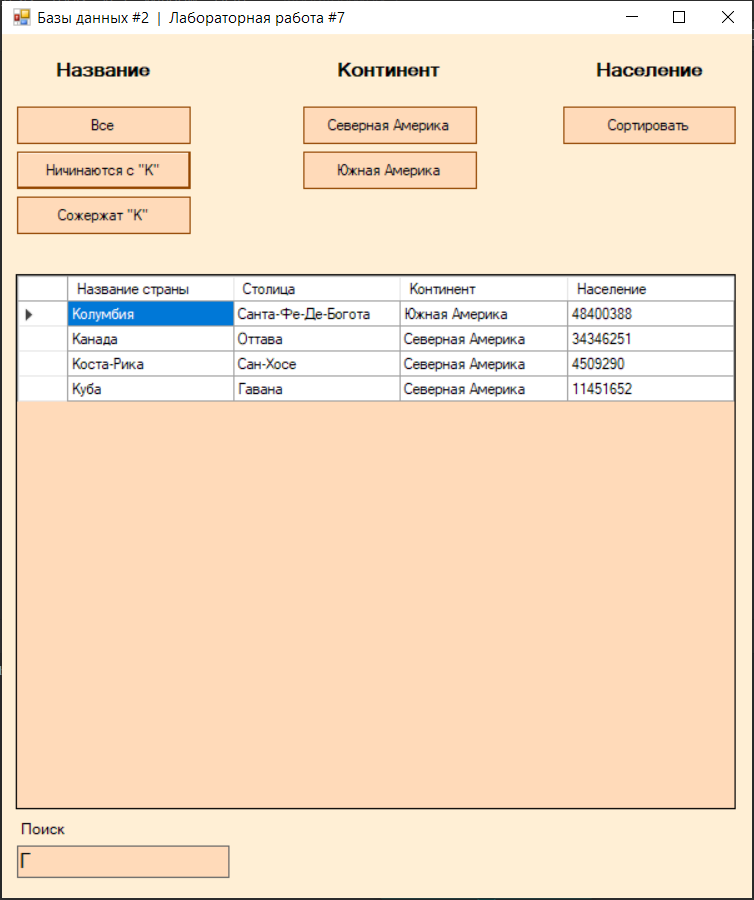 Базы данных #2 | Лабораторная работа #7
Название Континент Население
Все Северная Америка Сортировать
Ничинаются с "К" Южная Америка
Сожержат "К"
Название страны Столица Континент Население
Колумбия Санта-Фе-Де-Богота Южная Америка 48400388
Канада Оттава Северная Америка 34346251
Коста-Рика Сан-Хосе Северная Америка 4509290
Куба Гавана Северная Америка 11451652
Поиск
Г